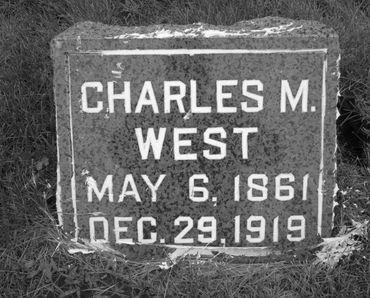 CHARLES M.
WEST
MAY 6, 1861
DEC. 29, 1919